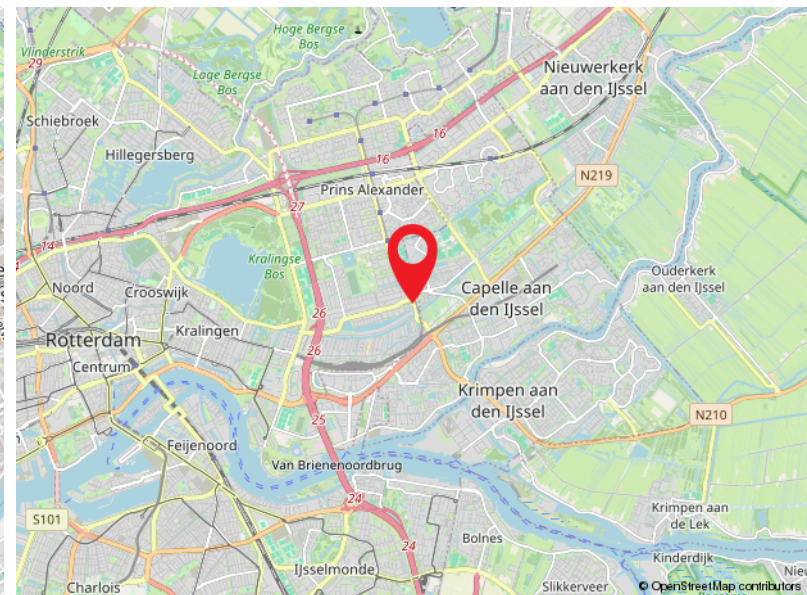 Hoge Bergse
Bos
Vlinderstrik
29
Lage Bergse
Bos
Nieuwerkerk
aan den IJssel
Schiebroek
16
Hillegersberg
16
N219
Prins Alexander
27
14
Kralingse
Bos
Ouderkerk
aan den IJssel
Noord
Crooswijk
Capelle aan
den IJssel
26
Kralingen
Rotterdam
26
Centrum
Krimpen aan
den IJssel
N210
25
Feijenoord
Van Brienenoordbrug
24
Krimpen aan
de Lek
S101
Bolnes
24
Kinderdijk
IJsselmonde
Charlois
Slikkerveer
© OpenStreetMap contributors